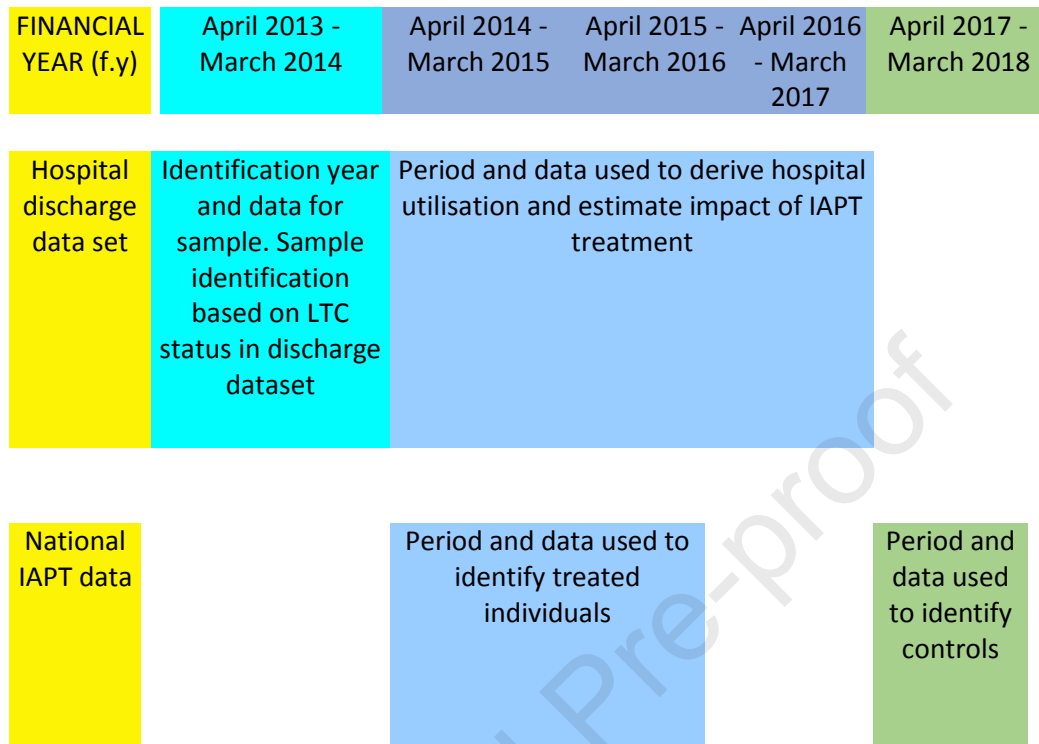 FINANCIAL
YEAR (f.y)
April 2013 -
March 2014
April 2014 -
March 2015
April 2015 -
March 2016
April 2016
- March
2017
April 2017 -
March 2018
Hospital
discharge
data set
Identification year
and data for
sample. Sample
identification
based on LTC
status in discharge
dataset
Period and data used to derive hospital
utilisation and estimate impact of IAPT
treatment
National
IAPT data
Period and data used to
identify treated
individuals
Period and
data used
to identify
controls
Pre-proof